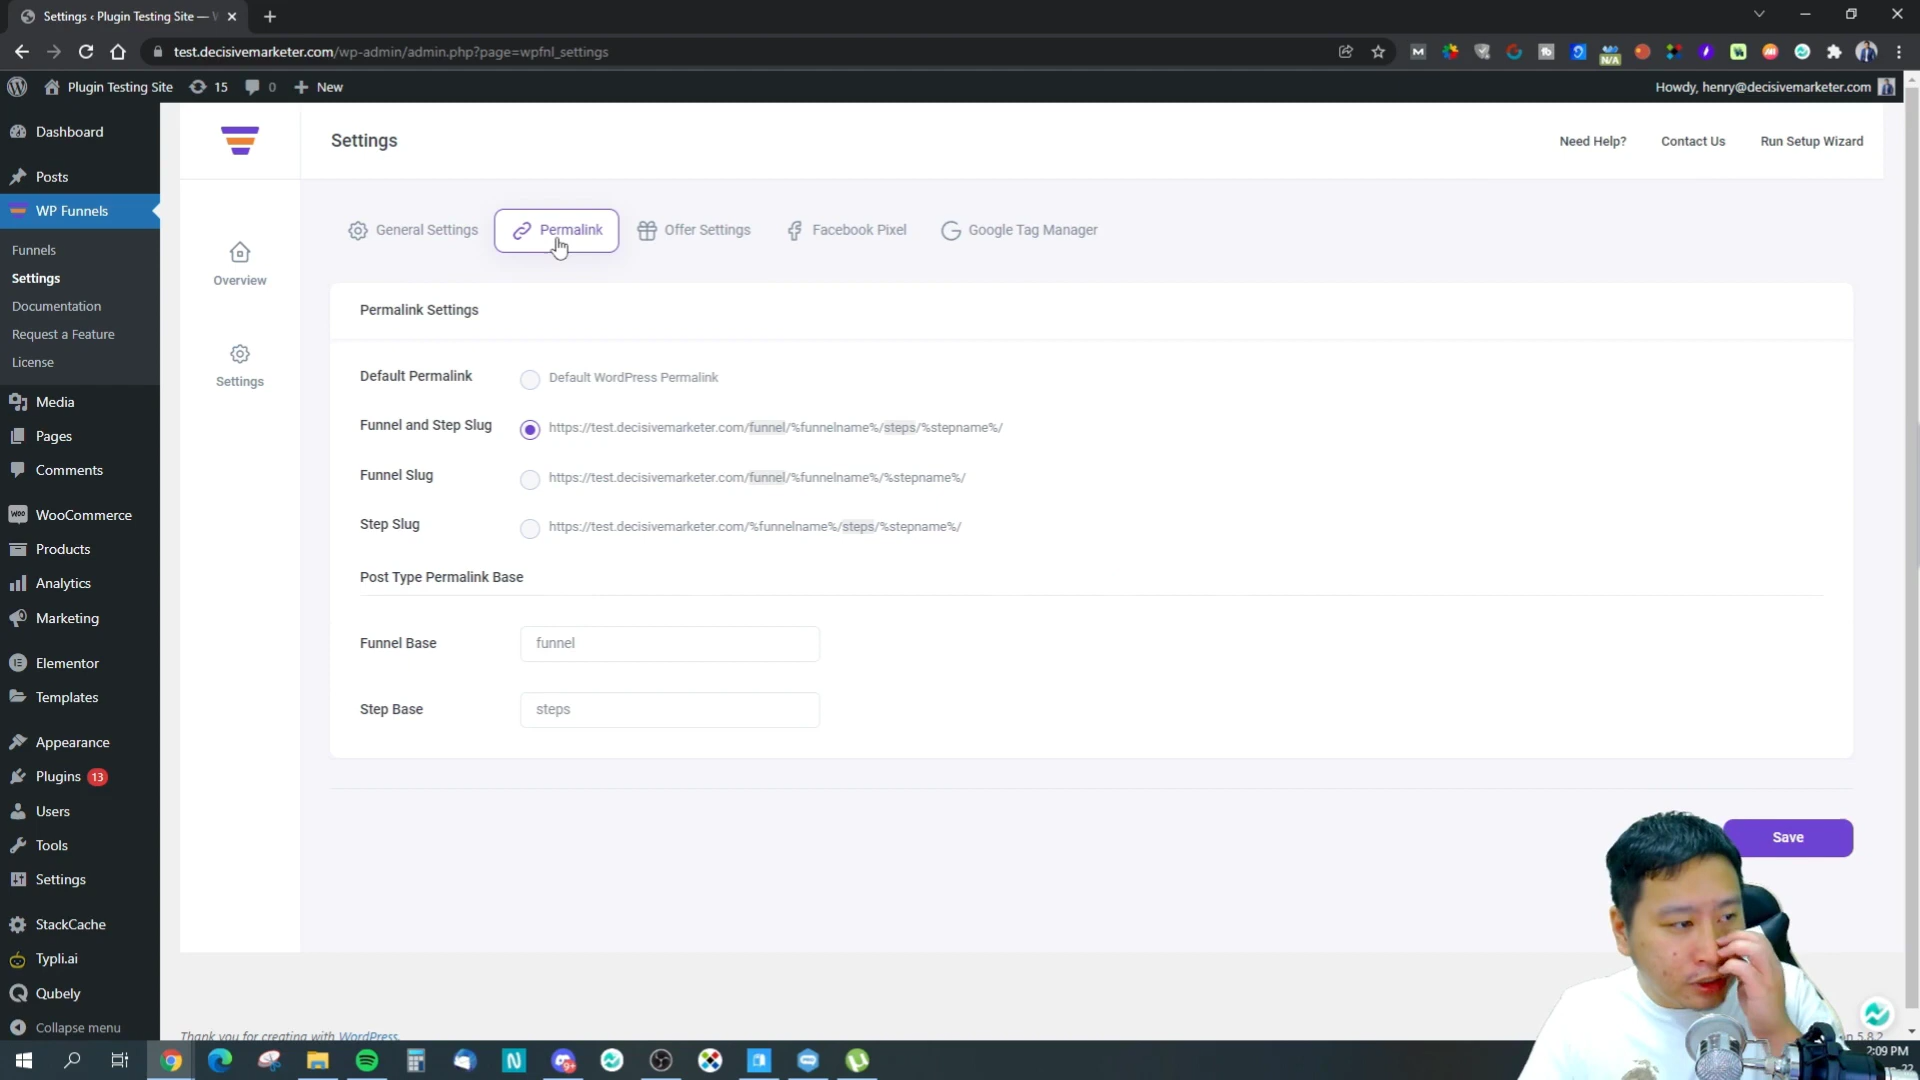 Settings ‹ Plugin Testing Site —
test.decisivemarketer.com/wp-admin/admin.php?page=wpfnl_settings
N/A
Plugin Testing Site
15
0
New
Howdy, henry@decisivemarketer.com
Dashboard
Posts
WP Funnels
Funnels
Settings
Documentation
Request a Feature
License
Media
Pages
Comments
WooCommerce
Products
Analytics
Marketing
Elementor
Templates
Appearance
Plugins 13
Users
Tools
Settings
StackCache
Typli.ai
Qubely
Collapse menu
Overview
Settings
Settings
Need Help?
Contact Us
Run Setup Wizard
General Settings
Permalink
Offer Settings
Facebook Pixel
Google Tag Manager
Permalink Settings
Default Permalink
Default WordPress Permalink
Funnel and Step Slug
https://test.decisivemarketer.com/funnel/%funnelname%/steps/%stepname%/
Funnel Slug
https://test.decisivemarketer.com/funnel/%funnelname%/%stepname%/
Step Slug
https://test.decisivemarketer.com/%funnelname%/steps/%stepname%/
Post Type Permalink Base
Funnel Base
funnel
Step Base
steps
Save
Thank you for creating with WordPress.
5.8.2
2:09 PM